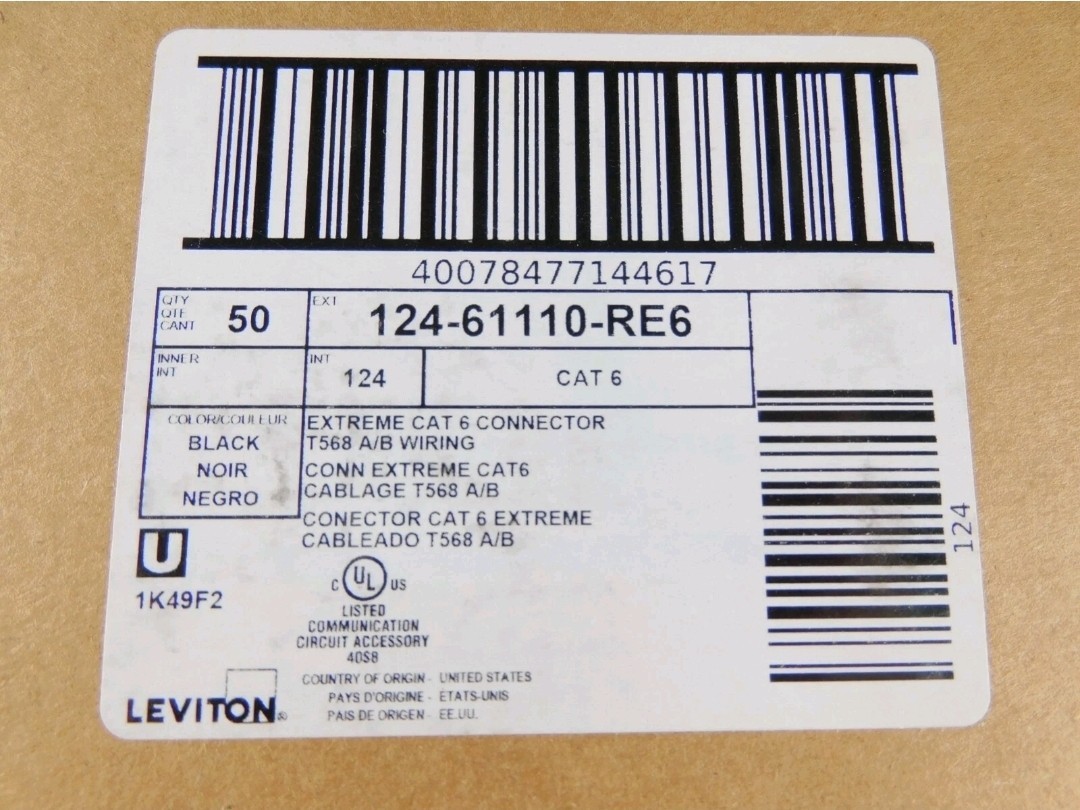 40078477144617
QTY
QTE
CANT
50
EXT
124-61110-RE6
INNER
INT
INT
124
CAT 6
COLOR/COULEUR
BLACK
NOIR
NEGRO
EXTREME CAT 6 CONNECTOR
T568 A/B WIRING
CONN EXTREME CAT6
CABLAGE T568 A/B
CONECTOR CAT 6 EXTREME
CABLEADO T568 A/B
124
U
1K49F2
C UL US
LISTED
COMMUNICATION
CIRCUIT ACCESSORY
40S8
COUNTRY OF ORIGIN - UNITED STATES
PAYS D'ORIGINE - ETATS-UNIS
PAIS DE ORIGEN - EE.UU.
LEVITON®